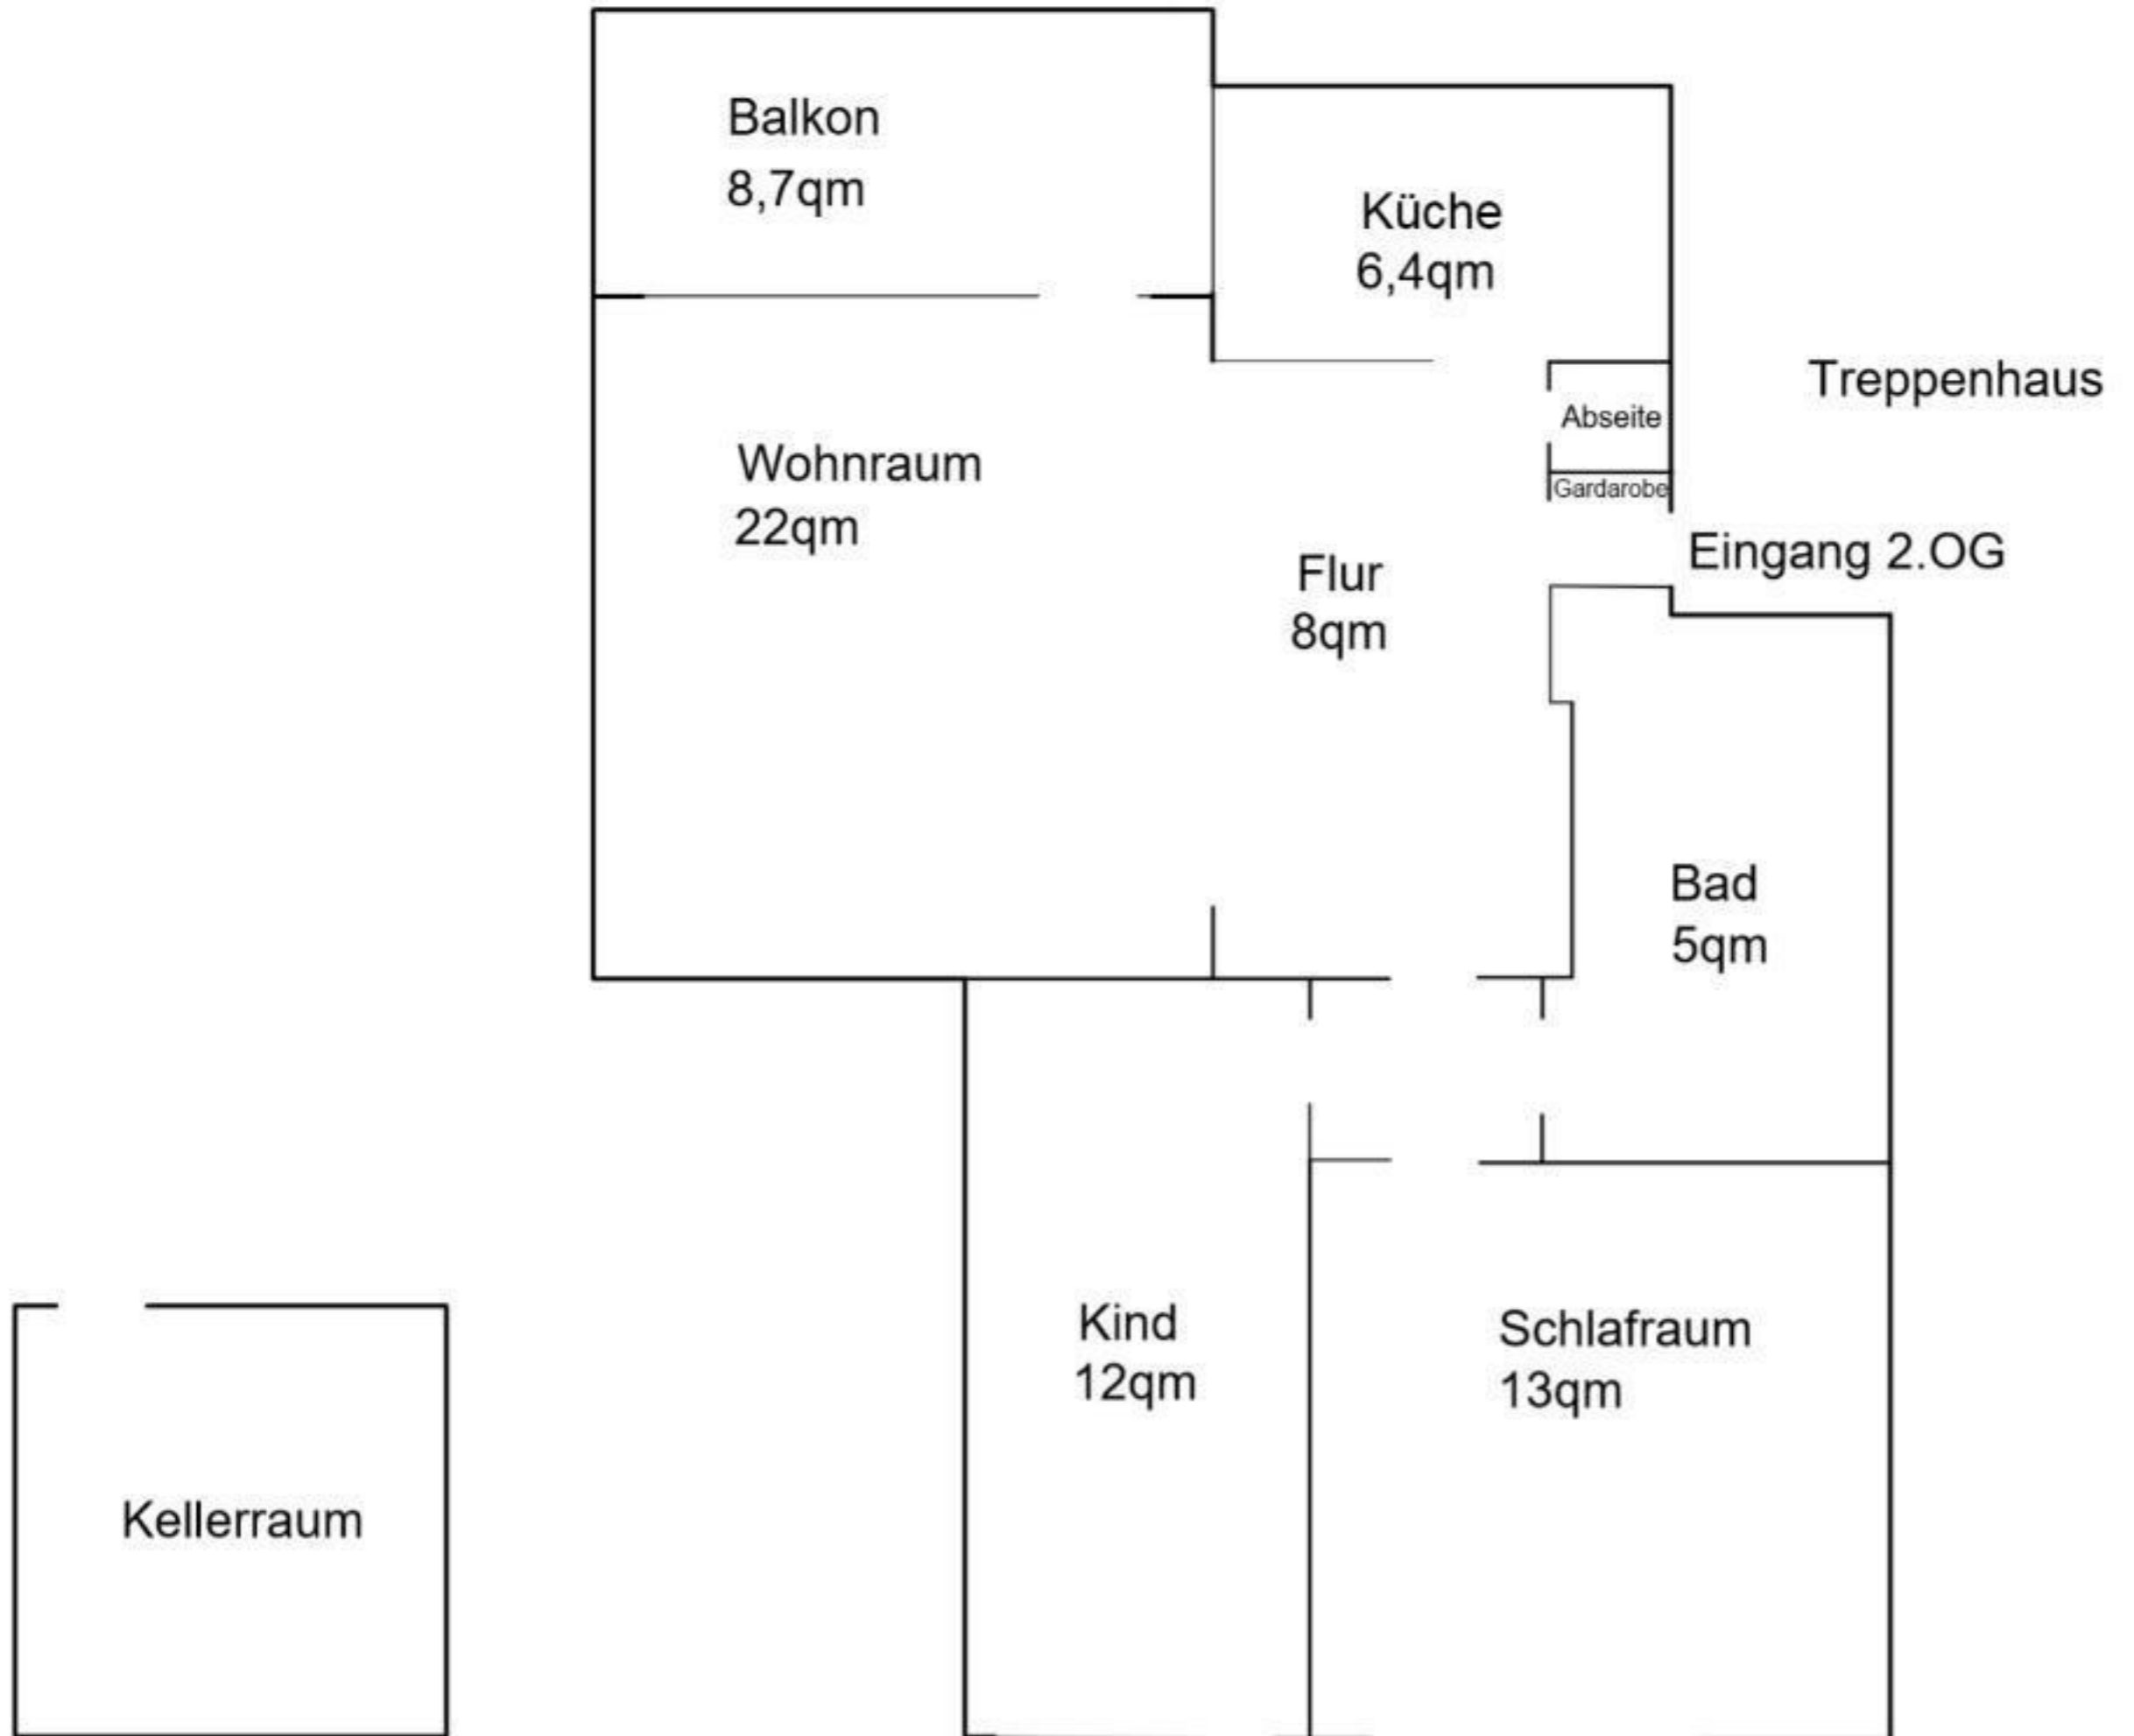 Balkon
8,7qm
Küche
6,4qm
Treppenhaus
Abseite
Gardarobe
Wohnraum
22qm
Eingang 2.OG
Flur
8qm
Bad
5qm
Kind
12qm
Schlafraum
13qm
Kellerraum